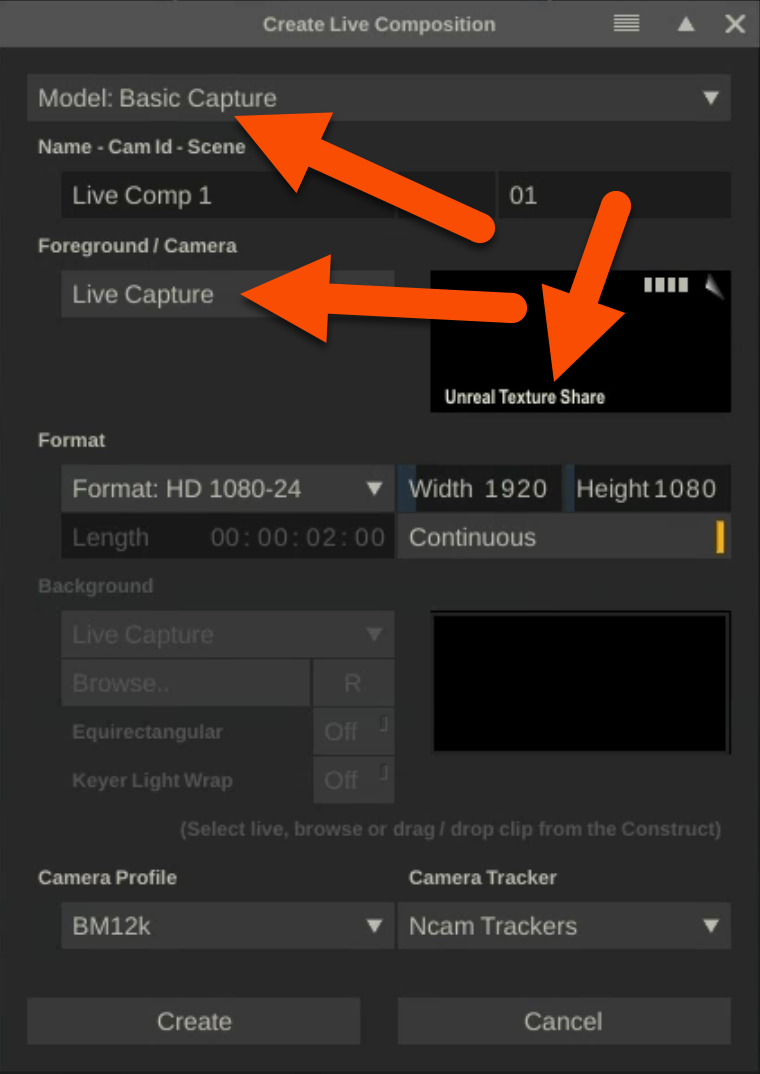 Create Live Composition
Model: Basic Capture
Name - Cam Id - Scene
Live Comp 1 01
Foreground / Camera
Live Capture
Unreal Texture Share
Format
Format: HD 1080-24 Width 1920 Height 1080
Length 00:00:02:00 Continuous
Background
Live Capture
Browse.. R
Equirectangular Off
Keyer Light Wrap Off
(Select live, browse or drag / drop clip from the Construct)
Camera Profile Camera Tracker
BM12k Ncam Trackers
Create Cancel